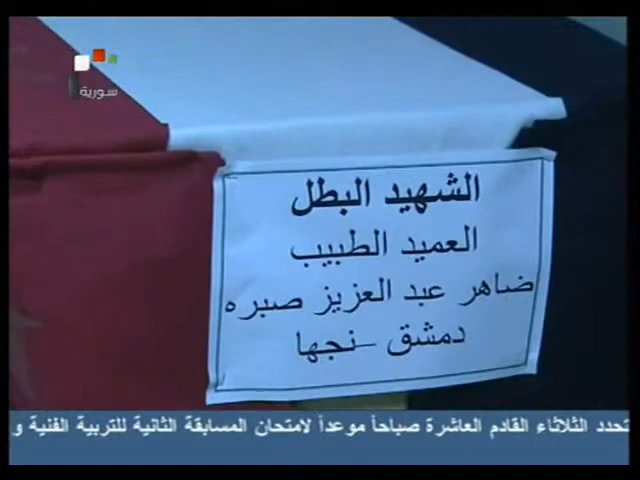 سورية
الشهيد البطل
العميد الطبيب
ضاهر عبد العزيز صبره
دمشق – نجها
تحدد الثلاثاء القادم العاشرة صباحاً موعداً لامتحان المسابقة الثانية للتربية الفنية و